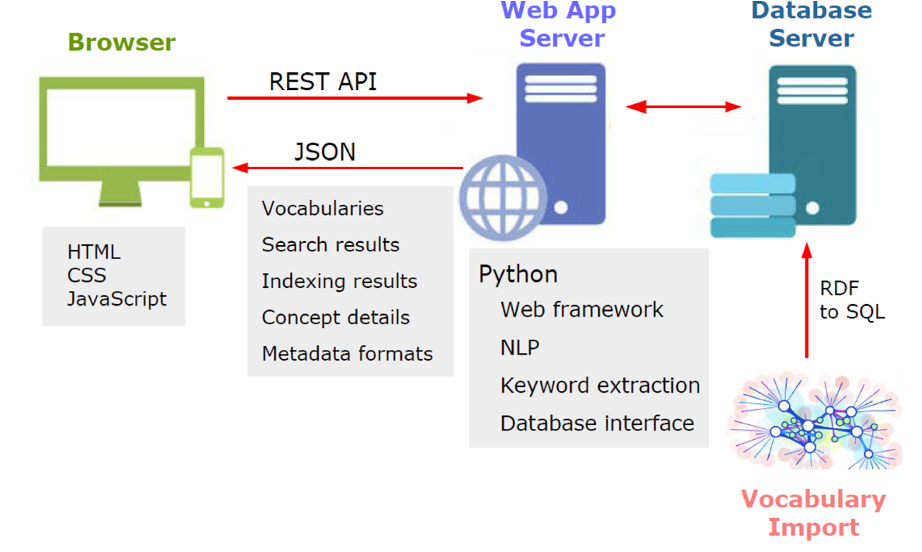 Browser
Web App
Server
Database
Server
REST API
JSON
HTML
CSS
JavaScript
Vocabularies
Search results
Indexing results
Concept details
Metadata formats
Python
Web framework
NLP
Keyword extraction
Database interface
RDF
to SQL
Vocabulary
Import